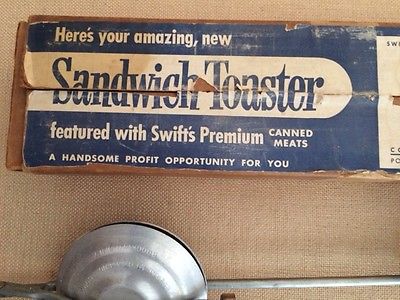 Here's your amazing, new
Sandwich Toaster
featured with Swift's Premium CANNED MEATS
A HANDSOME PROFIT OPPORTUNITY FOR YOU